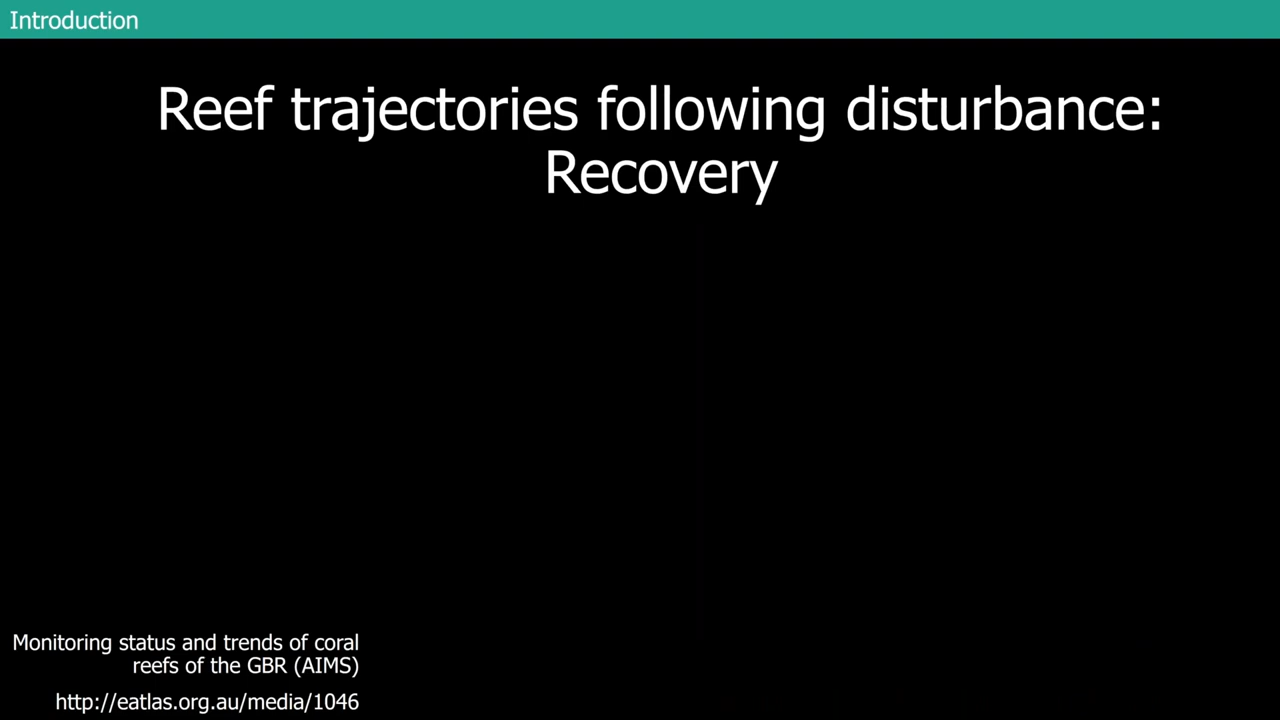 Introduction
Reef trajectories following disturbance:
Recovery
Monitoring status and trends of coral
reefs of the GBR (AIMS)
http://eatlas.org.au/media/1046